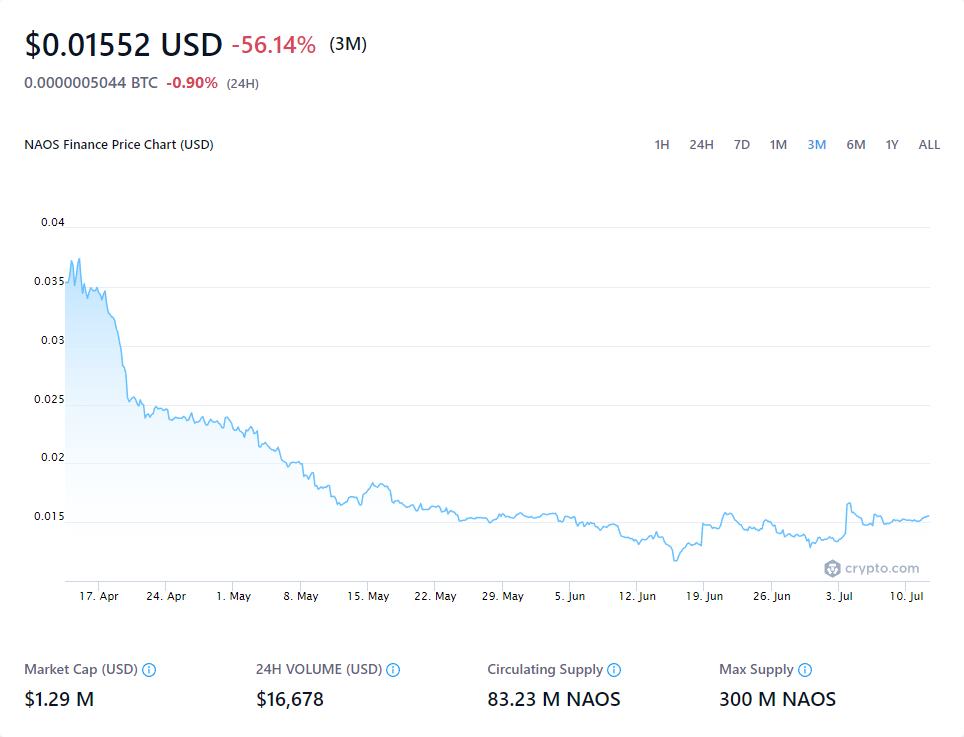 $0.01552 USD -56.14% (3M)
0.0000005044 BTC -0.90% (24H)
NAOS Finance Price Chart (USD) 1H 24H 7D 1M 3M 6M 1Y ALL
0.04
0.035
0.03
0.025
0.02
0.015
crypto.com
17. Apr 24. Apr 1. May 8. May 15. May 22. May 29. May 5. Jun 12. Jun 19. Jun 26. Jun 3. Jul 10. Jul
Market Cap (USD) 24H VOLUME (USD) Circulating Supply Max Supply
$1.29 M $16,678 83.23 M NAOS 300 M NAOS